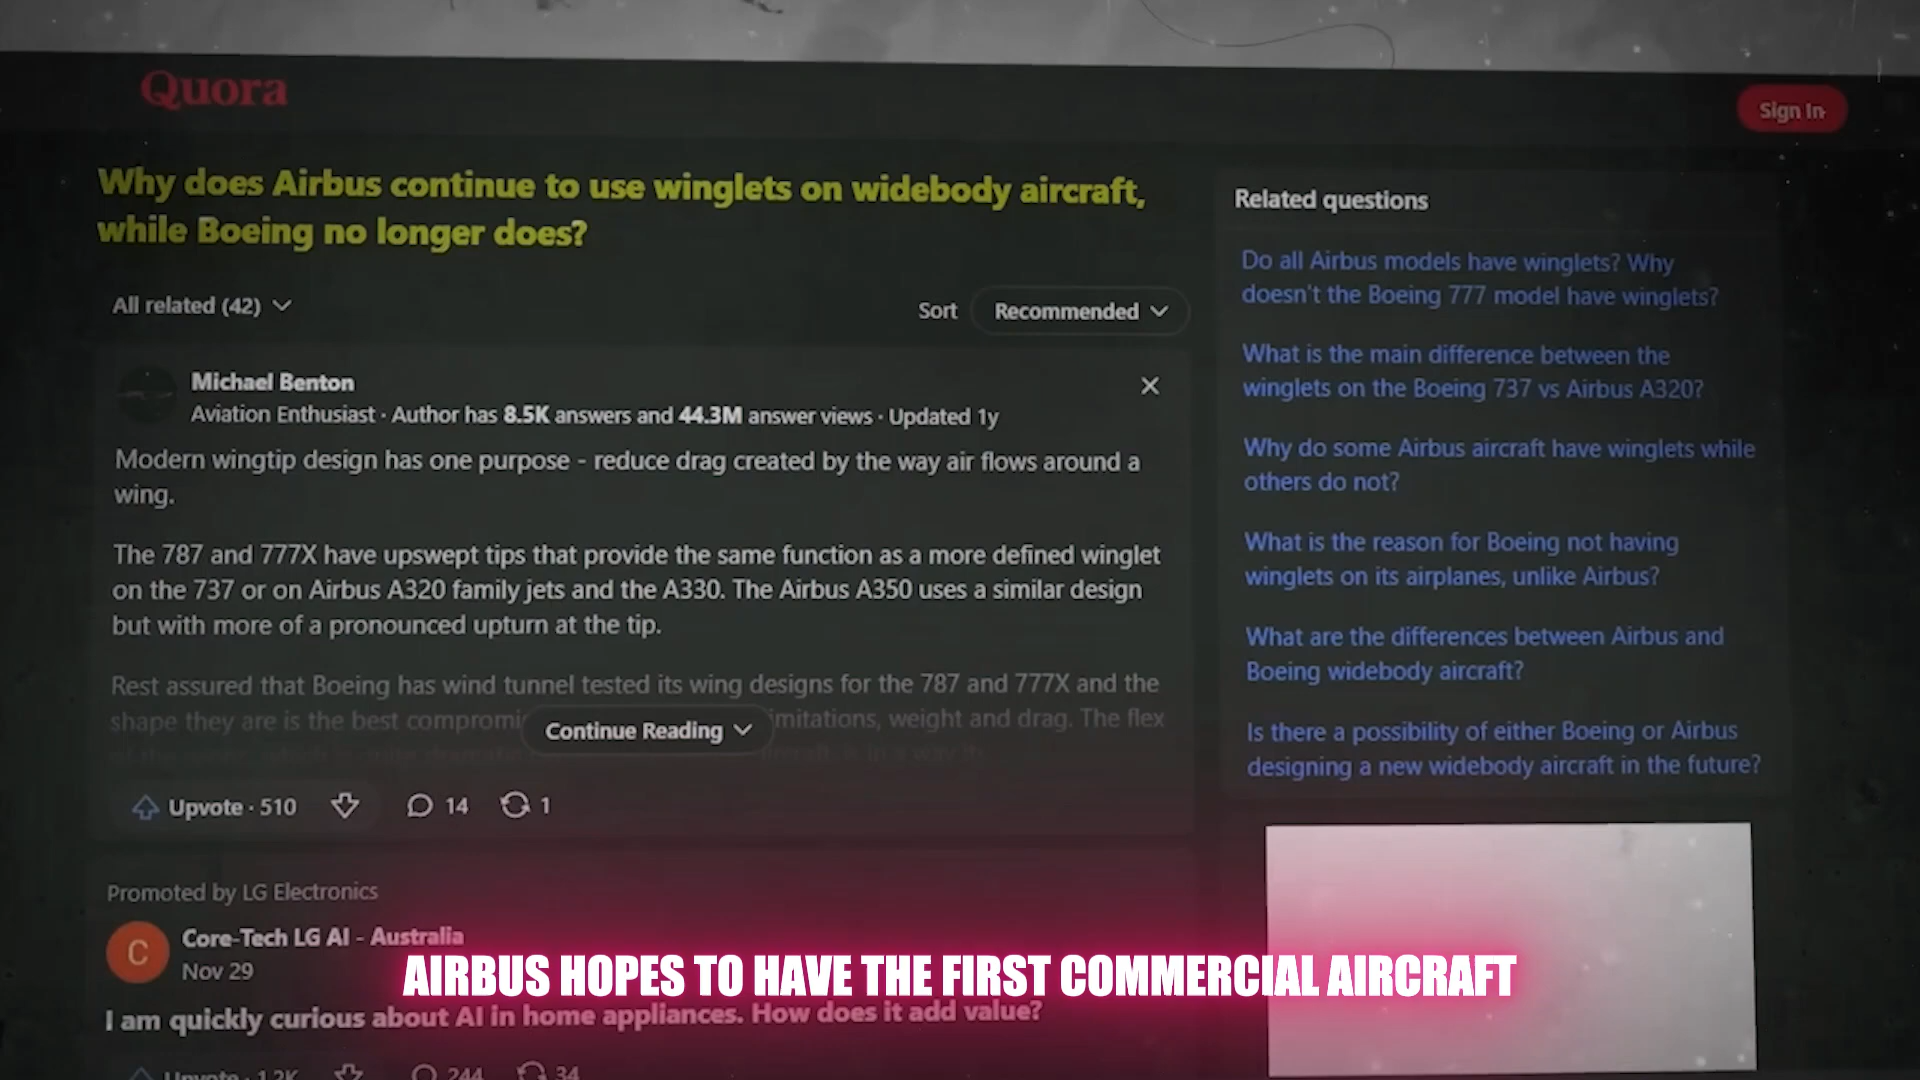 Quora
Sign In
Why does Airbus continue to use winglets on widebody aircraft,
while Boeing no longer does?
All related (42)
Sort
Recommended
Michael Benton
Aviation Enthusiast · Author has 8.5K answers and 44.3M answer views · Updated 1y
Modern wingtip design has one purpose - reduce drag created by the way air flows around a
wing.
The 787 and 777X have upswept tips that provide the same function as a more defined winglet
on the 737 or on Airbus A320 family jets and the A330. The Airbus A350 uses a similar design
but with more of a pronounced upturn at the tip.
Rest assured that Boeing has wind tunnel tested its wing designs for the 787 and 777X and the
shape they are is the best compromi
Continue Reading
imitations, weight and drag. The flex
Upvote · 510
14
1
Promoted by LG Electronics
C
Core-Tech LG AI - Australia
Nov 29
I am quickly curious about AI in home appliances. How does it add value?
Upvote · 1.2K
244
34
Related questions
Do all Airbus models have winglets? Why
doesn't the Boeing 777 model have winglets?
What is the main difference between the
winglets on the Boeing 737 vs Airbus A320?
Why do some Airbus aircraft have winglets while
others do not?
What is the reason for Boeing not having
winglets on its airplanes, unlike Airbus?
What are the differences between Airbus and
Boeing widebody aircraft?
Is there a possibility of either Boeing or Airbus
designing a new widebody aircraft in the future?
AIRBUS HOPES TO HAVE THE FIRST COMMERCIAL AIRCRAFT